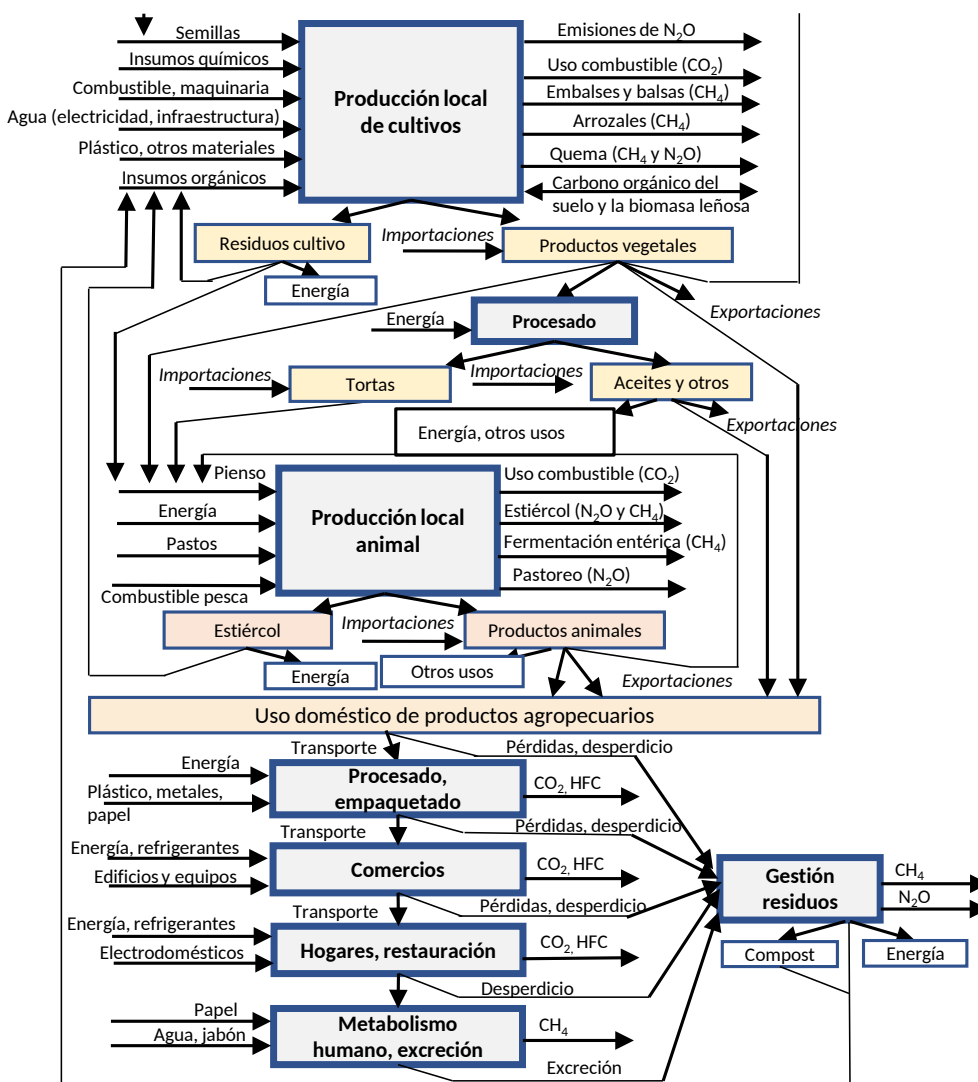 Semillas
Insumos químicos
Combustible, maquinaria
Agua (electricidad, infraestructura)
Plástico, otros materiales
Insumos orgánicos
Producción local
de cultivos
Emisiones de N₂O
Uso combustible (CO₂)
Embalses y balsas (CH₄)
Arrozales (CH₄)
Quema (CH₄ y N₂O)
Carbono orgánico del
suelo y la biomasa leñosa
Residuos cultivo
Importaciones
Productos vegetales
Energía
Exportaciones
Energía
Procesado
Importaciones
Tortas
Importaciones
Aceites y otros
Exportaciones
Energía, otros usos
Pienso
Energía
Pastos
Combustible pesca
Producción local
animal
Uso combustible (CO₂)
Estiércol (N₂O y CH₄)
Fermentación entérica (CH₄)
Pastoreo (N₂O)
Estiércol
Importaciones
Productos animales
Energía
Otros usos
Exportaciones
Uso doméstico de productos agropecuarios
Transporte
Pérdidas, desperdicio
Energía
Plástico, metales,
papel
Procesado,
empaquetado
CO₂, HFC
Transporte
Pérdidas, desperdicio
Energía, refrigerantes
Edificios y equipos
Comercios
CO₂, HFC
Transporte
Pérdidas, desperdicio
Gestión
residuos
CH₄
N₂O
Compost
Energía
Energía, refrigerantes
Electrodomésticos
Hogares, restauración
CO₂, HFC
Desperdicio
Papel
Agua, jabón
Metabolismo
humano, excreción
CH₄
Excreción